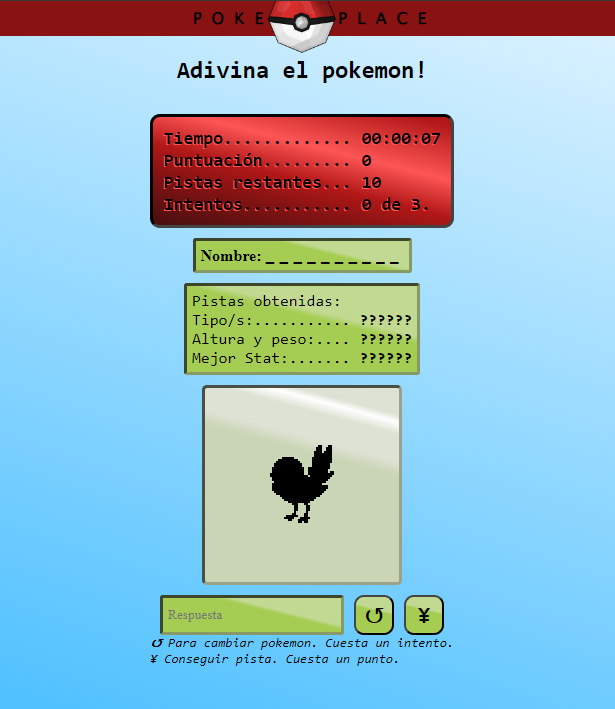 POKE PLACE
Adivina el pokemon!
Tiempo............. 00:00:07
Puntuación......... 0
Pistas restantes... 10
Intentos........... 0 de 3.
Nombre: _ _ _ _ _ _ _ _ _ _
Pistas obtenidas:
Tipo/s:........... ??????
Altura y peso:.... ??????
Mejor Stat:....... ??????
Respuesta ↺ ¥
↺ Para cambiar pokemon. Cuesta un intento.
¥ Conseguir pista. Cuesta un punto.